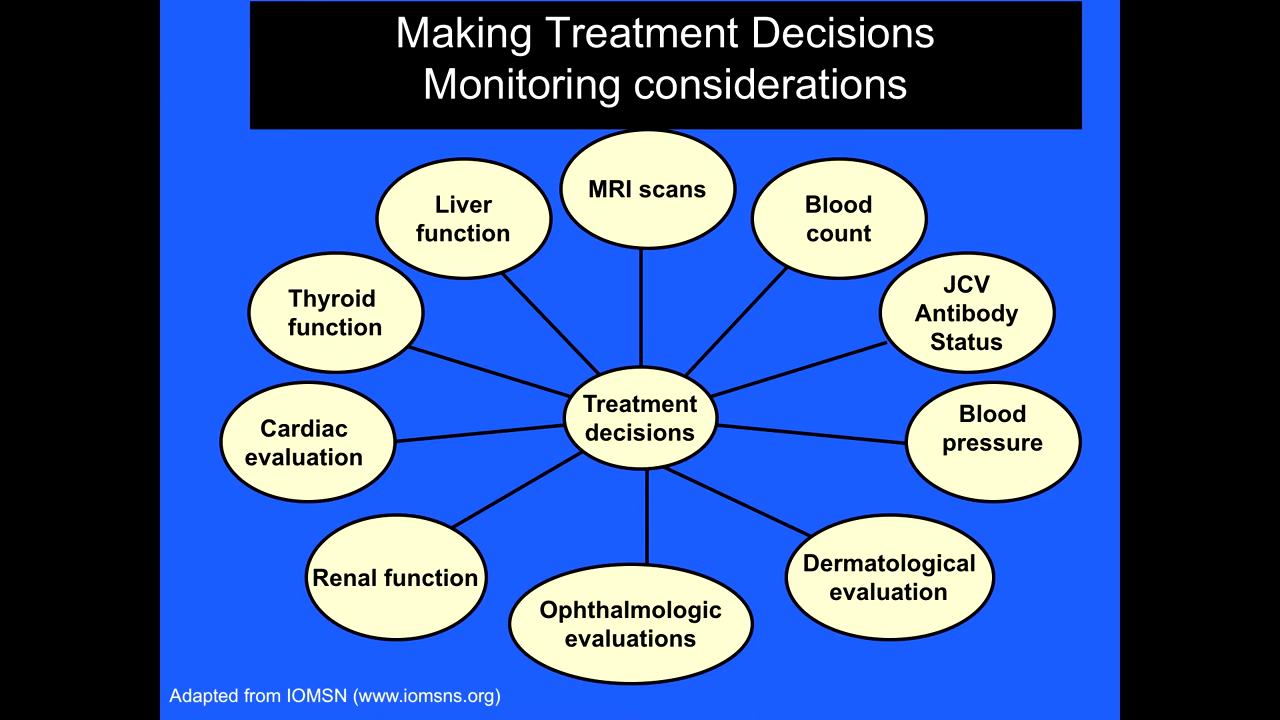 Making Treatment Decisions
Monitoring considerations
MRI scans
Liver
function
Blood
count
Thyroid
function
JCV
Antibody
Status
Cardiac
evaluation
Treatment
decisions
Blood
pressure
Renal function
Ophthalmologic
evaluations
Dermatological
evaluation
Adapted from IOMSN (www.iomsns.org)